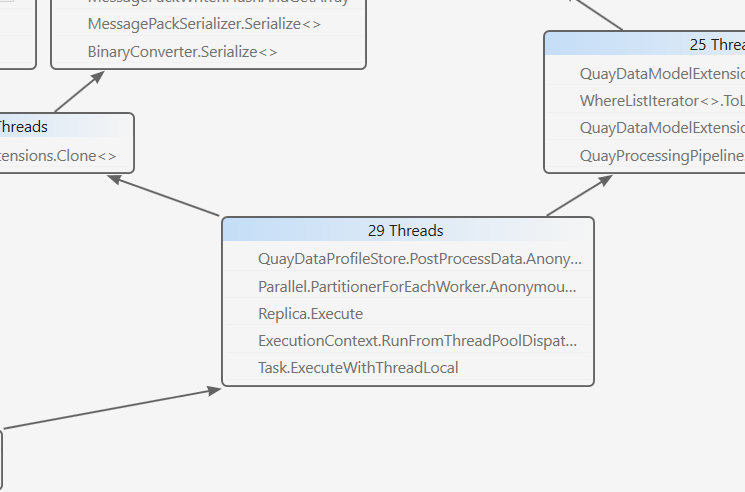 MessagePackSerializer.Serialize<>
BinaryConverter.Serialize<>
25
QuayDataModelExtensio
WhereListIterator<>.ToL
QuayDataModelExtensio
QuayProcessingPipeline.
Threads
tensions.Clone<>
29 Threads
QuayDataProfileStore.PostProcessData.Anony...
Parallel.PartitionerForEachWorker.Anonymou...
Replica.Execute
ExecutionContext.RunFromThreadPoolDispat...
Task.ExecuteWithThreadLocal